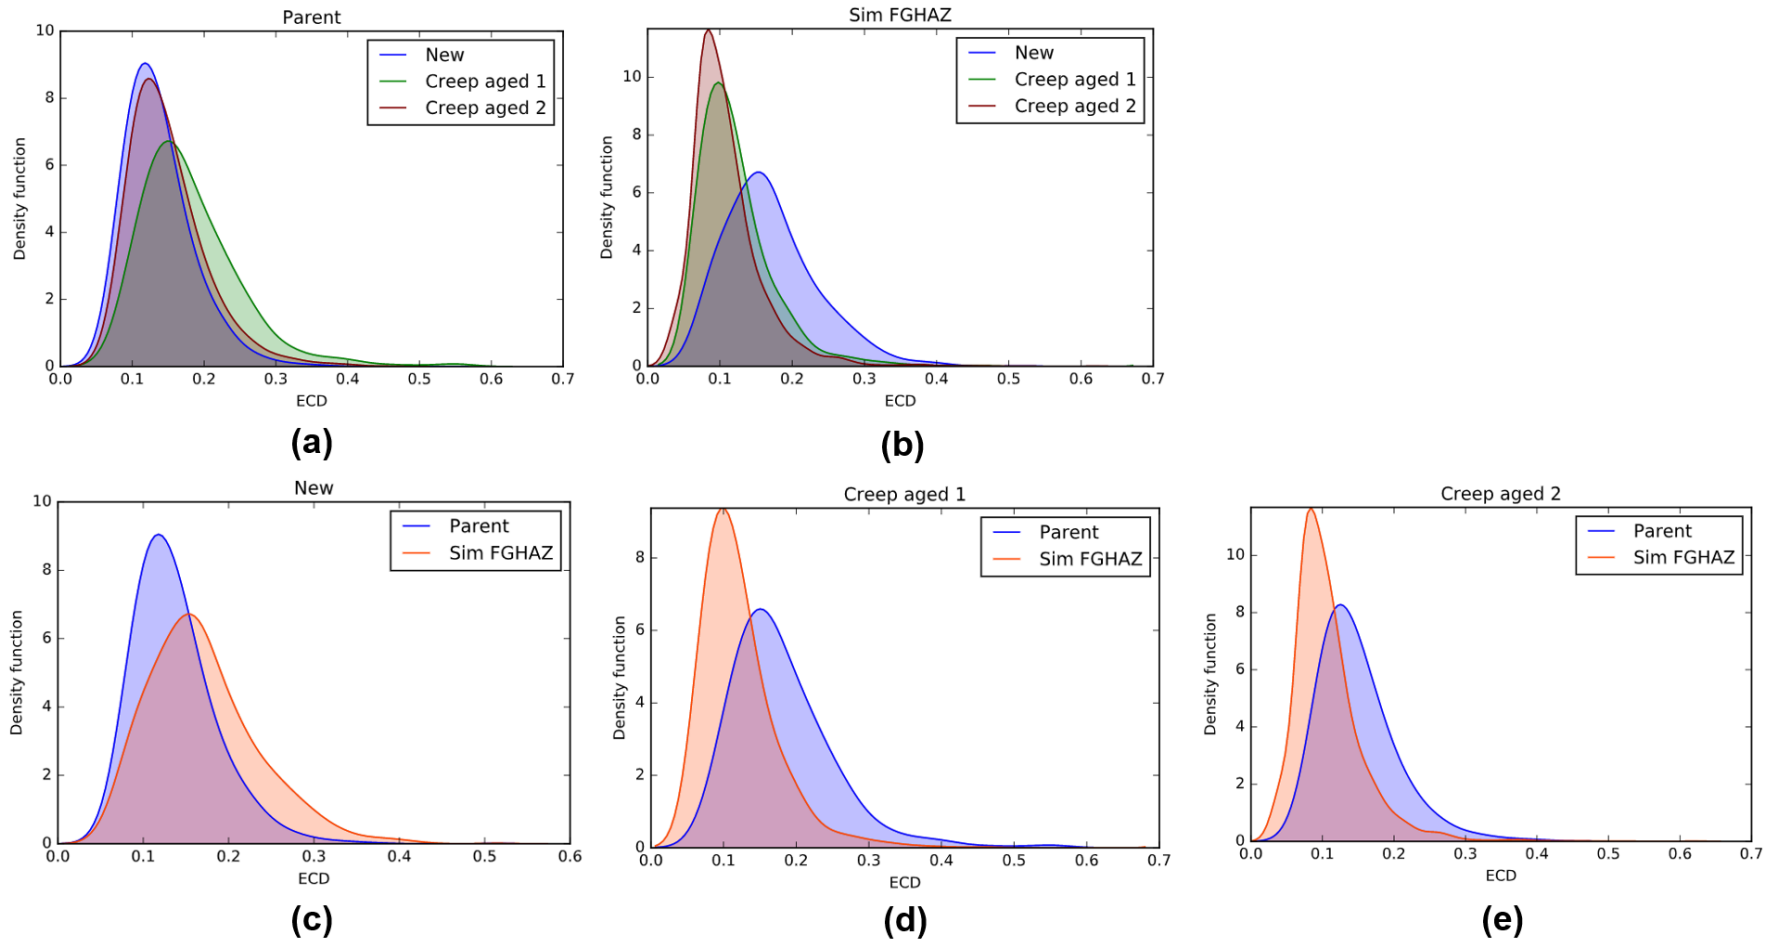 Parent
10
8
6
4
2
0
Density function
New
Creep aged 1
Creep aged 2
0.0 0.1 0.2 0.3 0.4 0.5 0.6 0.7
ECD
(a)
Sim FGHAZ
10
8
6
4
2
0
Density function
New
Creep aged 1
Creep aged 2
0.0 0.1 0.2 0.3 0.4 0.5 0.6 0.7
ECD
(b)
New
10
8
6
4
2
0
Density function
Parent
Sim FGHAZ
0.0 0.1 0.2 0.3 0.4 0.5 0.6
ECD
(c)
Creep aged 1
8
6
4
2
0
Density function
Parent
Sim FGHAZ
0.0 0.1 0.2 0.3 0.4 0.5 0.6 0.7
ECD
(d)
Creep aged 2
10
8
6
4
2
0
Density function
Parent
Sim FGHAZ
0.0 0.1 0.2 0.3 0.4 0.5 0.6 0.7
ECD
(e)